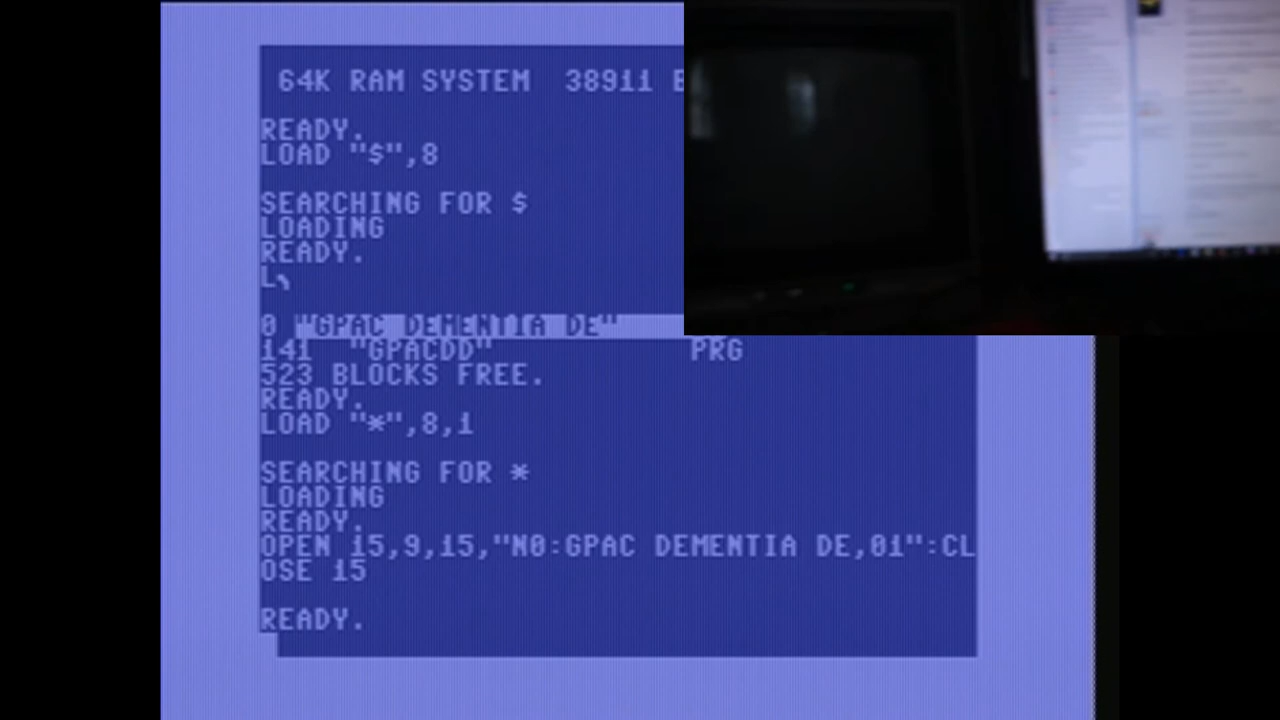 64K RAM SYSTEM  38911
READY.
LOAD "$",8
SEARCHING FOR $
LOADING
READY.
L
0 "GPAC DEMENTIA DE"
141  "GPACDD"           PRG
523 BLOCKS FREE.
READY.
LOAD "*",8,1
SEARCHING FOR *
LOADING
READY.
OPEN 15,9,15,"N0:GPAC DEMENTIA DE,01":CL
OSE 15
READY.